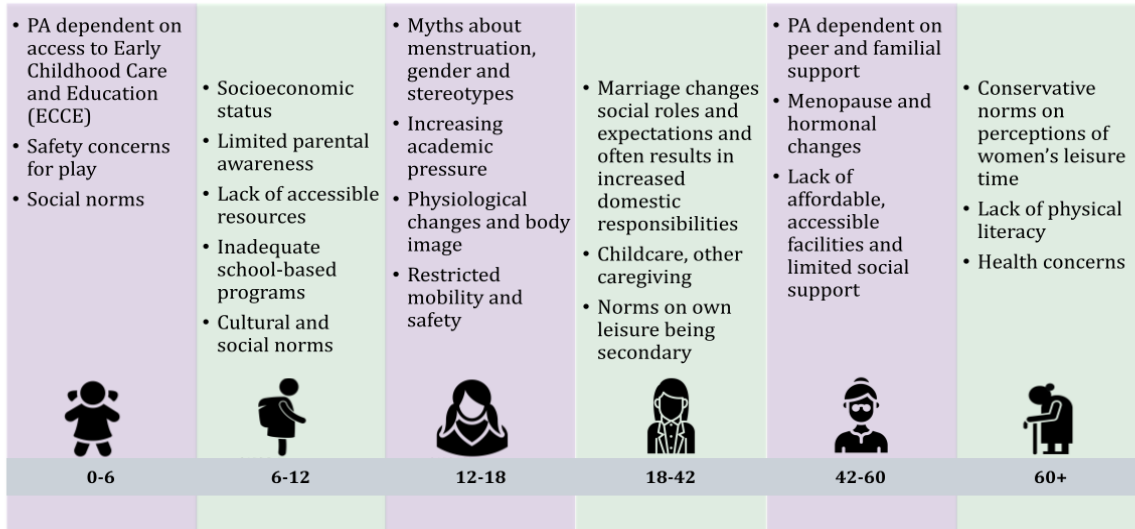 • PA dependent on
access to Early
Childhood Care
and Education
(ECCE)
• Safety concerns
for play
• Social norms
• Socioeconomic
status
• Limited parental
awareness
• Lack of accessible
resources
• Inadequate
school-based
programs
• Cultural and
social norms
• Myths about
menstruation,
gender and
stereotypes
• Increasing
academic
pressure
• Physiological
changes and body
image
• Restricted
mobility and
safety
• Marriage changes
social roles and
expectations and
often results in
increased
domestic
responsibilities
• Childcare, other
caregiving
• Norms on own
leisure being
secondary
• PA dependent on
peer and familial
support
• Menopause and
hormonal
changes
• Lack of
affordable,
accessible
facilities and
limited social
support
• Conservative
norms on
perceptions of
women’s leisure
time
• Lack of physical
literacy
• Health concerns
0-6
6-12
12-18
18-42
42-60
60+